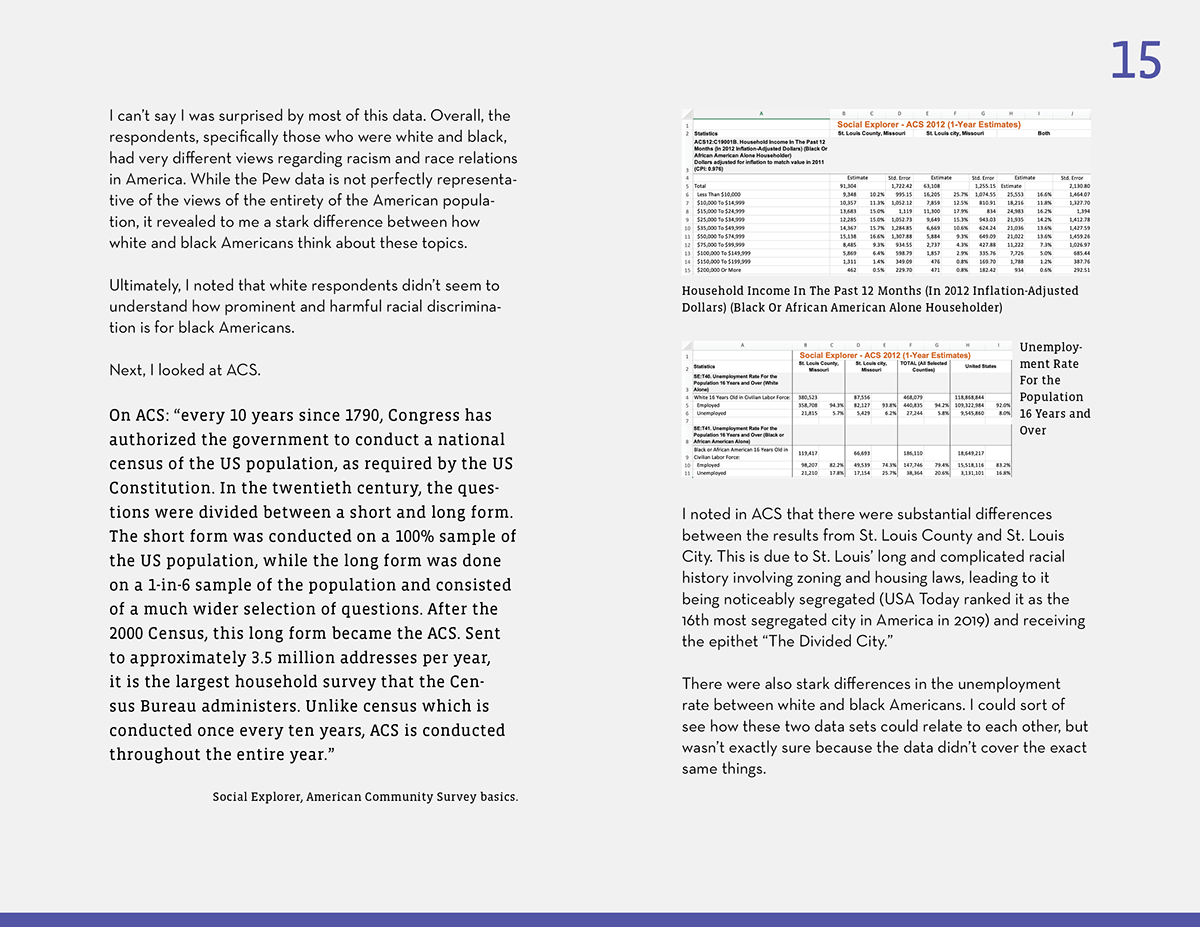 15
I can’t say I was surprised by most of this data. Overall, the
respondents, specifically those who were white and black,
had very different views regarding racism and race relations
in America. While the Pew data is not perfectly representa-
tive of the views of the entirety of the American popula-
tion, it revealed to me a stark difference between how
white and black Americans think about these topics.
Ultimately, I noted that white respondents didn’t seem to
understand how prominent and harmful racial discrimina-
tion is for black Americans.
Next, I looked at ACS.
On ACS: “every 10 years since 1790, Congress has
authorized the government to conduct a national
census of the US population, as required by the US
Constitution. In the twentieth century, the ques-
tions were divided between a short and long form.
The short form was conducted on a 100% sample of
the US population, while the long form was done
on a 1-in-6 sample of the population and consisted
of a much wider selection of questions. After the
2000 Census, this long form became the ACS. Sent
to approximately 3.5 million addresses per year,
it is the largest household survey that the Cen-
sus Bureau administers. Unlike census which is
conducted once every ten years, ACS is conducted
throughout the entire year.”
Social Explorer, American Community Survey basics.
A B C D E F G H I J
1 Social Explorer - ACS 2012 (1-Year Estimates)
2 Statistics St. Louis County, Missouri St. Louis city, Missouri Both
ACS12:C19001B. Household Income In The Past 12
Months (In 2012 Inflation-Adjusted Dollars) (Black Or
African American Alone Householder)
Dollars adjusted for inflation to match value in 2011
3 (CPI: 0.976)
4 Estimate Std. Error Estimate Std. Error Estimate Std. Error
5 Total 91,304 1,722.42 63,108 1,255.15 Estimate 2,130.80
6 Less Than $10,000 9,348 10.2% 995.15 16,205 25.7% 1,074.55 25,553 16.6% 1,464.07
7 $10,000 To $14,999 10,357 11.3% 1,052.12 7,859 12.5% 810.91 18,216 11.8% 1,327.70
8 $15,000 To $24,999 13,683 15.0% 1,119 11,300 17.9% 834 24,983 16.2% 1,394
9 $25,000 To $34,999 12,285 15.0% 1,052.73 9,649 15.3% 943.03 21,935 14.2% 1,412.78
10 $35,000 To $49,999 14,367 15.7% 1,284.85 6,669 10.6% 624.24 21,036 13.6% 1,427.59
11 $50,000 To $74,999 15,138 16.6% 1,307.88 5,884 9.3% 649.09 21,022 13.6% 1,459.26
12 $75,000 To $99,999 8,485 9.3% 934.55 2,737 4.3% 427.88 11,222 7.3% 1,026.97
13 $100,000 To $149,999 5,869 6.4% 598.79 1,857 2.9% 335.76 7,726 5.0% 685.44
14 $150,000 To $199,999 1,311 1.4% 349.09 476 0.8% 169.70 1,788 1.2% 387.76
15 $200,000 Or More 462 0.5% 229.70 471 0.8% 182.42 934 0.6% 292.51
Household Income In The Past 12 Months (In 2012 Inflation-Adjusted
Dollars) (Black Or African American Alone Householder)
A B C D E F G H I
1 Social Explorer - ACS 2012 (1-Year Estimates)
2 Statistics St. Louis County, Missouri St. Louis city, Missouri TOTAL (All Selected Counties) United States
SE:T40. Unemployment Rate For the
Population 16 Years and Over (White
3 Alone)
4 White 16 Years Old in Civilian Labor Force: 380,523 87,556 468,079 118,868,844
5 Employed 358,708 94.3% 82,127 93.8% 440,835 94.2% 109,322,984 92.0%
6 Unemployed 21,815 5.7% 5,429 6.2% 27,244 5.8% 9,545,860 8.0%
7
SE:T41. Unemployment Rate For the
Population 16 Years and Over (Black or
8 African American Alone)
Black or African American 16 Years Old in
9 Civilian Labor Force: 119,417 66,693 186,110 18,649,217
10 Employed 98,207 82.2% 49,539 74.3% 147,746 79.4% 15,518,116 83.2%
11 Unemployed 21,210 17.8% 17,154 25.7% 38,364 20.6% 3,131,101 16.8%
Unemploy-
ment Rate
For the
Population
16 Years and
Over
I noted in ACS that there were substantial differences
between the results from St. Louis County and St. Louis
City. This is due to St. Louis’ long and complicated racial
history involving zoning and housing laws, leading to it
being noticeably segregated (USA Today ranked it as the
16th most segregated city in America in 2019) and receiving
the epithet “The Divided City.”
There were also stark differences in the unemployment
rate between white and black Americans. I could sort of
see how these two data sets could relate to each other, but
wasn’t exactly sure because the data didn’t cover the exact
same things.